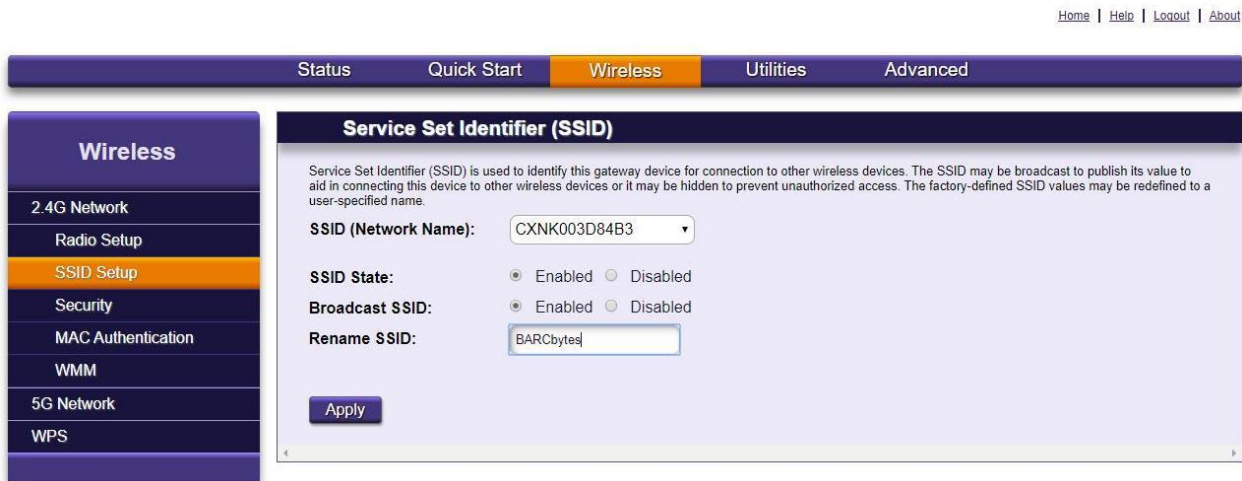 Home | Help | Logout | About
Status Quick Start Wireless Utilities Advanced
Wireless
2.4G Network
Radio Setup
SSID Setup
Security
MAC Authentication
WMM
5G Network
WPS
Service Set Identifier (SSID)
Service Set Identifier (SSID) is used to identify this gateway device for connection to other wireless devices. The SSID may be broadcast to publish its value to
aid in connecting this device to other wireless devices or it may be hidden to prevent unauthorized access. The factory-defined SSID values may be redefined to a
user-specified name.
SSID (Network Name): CXNK003D84B3
SSID State: Enabled Disabled
Broadcast SSID: Enabled Disabled
Rename SSID: BARCbytes
Apply